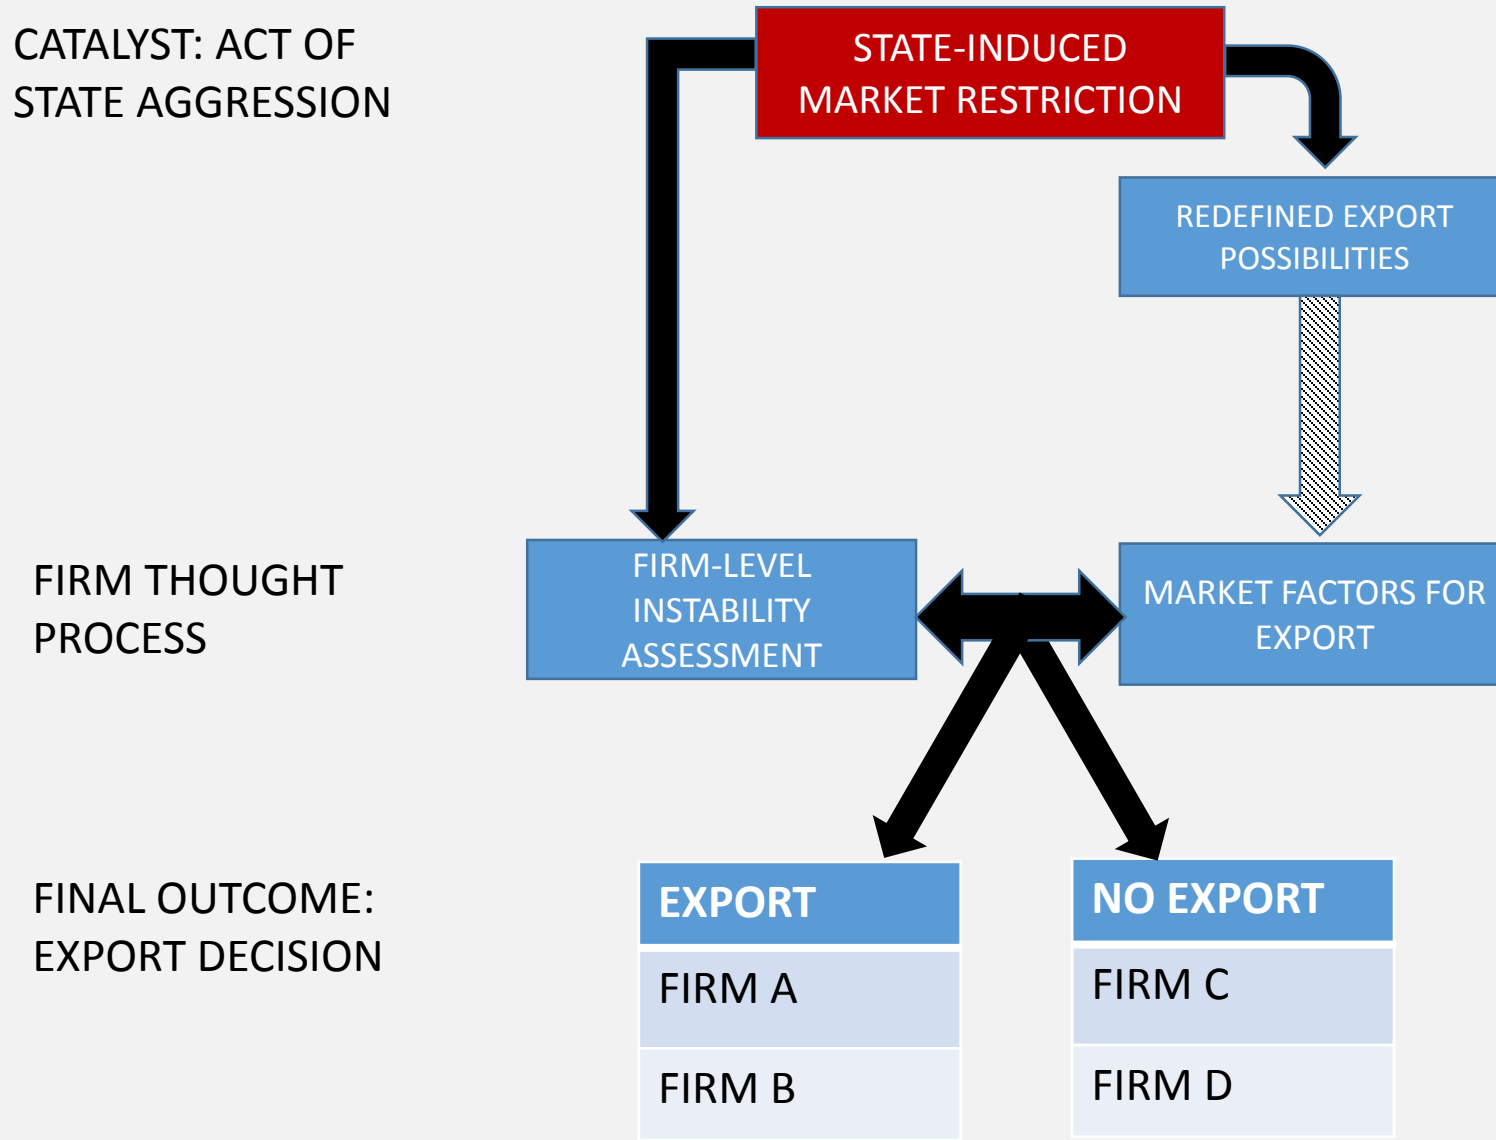 CATALYST: ACT OF
STATE AGGRESSION
STATE-INDUCED
MARKET RESTRICTION
REDEFINED EXPORT
POSSIBILITIES
FIRM THOUGHT
PROCESS
FIRM-LEVEL
INSTABILITY
ASSESSMENT
MARKET FACTORS FOR
EXPORT
FINAL OUTCOME:
EXPORT DECISION
EXPORT
FIRM A
FIRM B
NO EXPORT
FIRM C
FIRM D